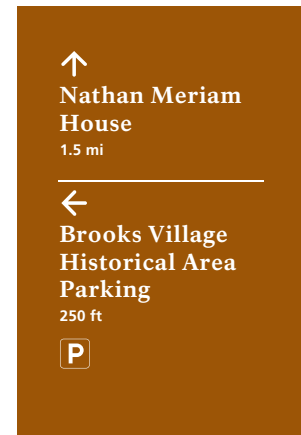 Nathan Meriam
House
1.5 mi
Brooks Village
Historical Area
Parking
250 ft
P